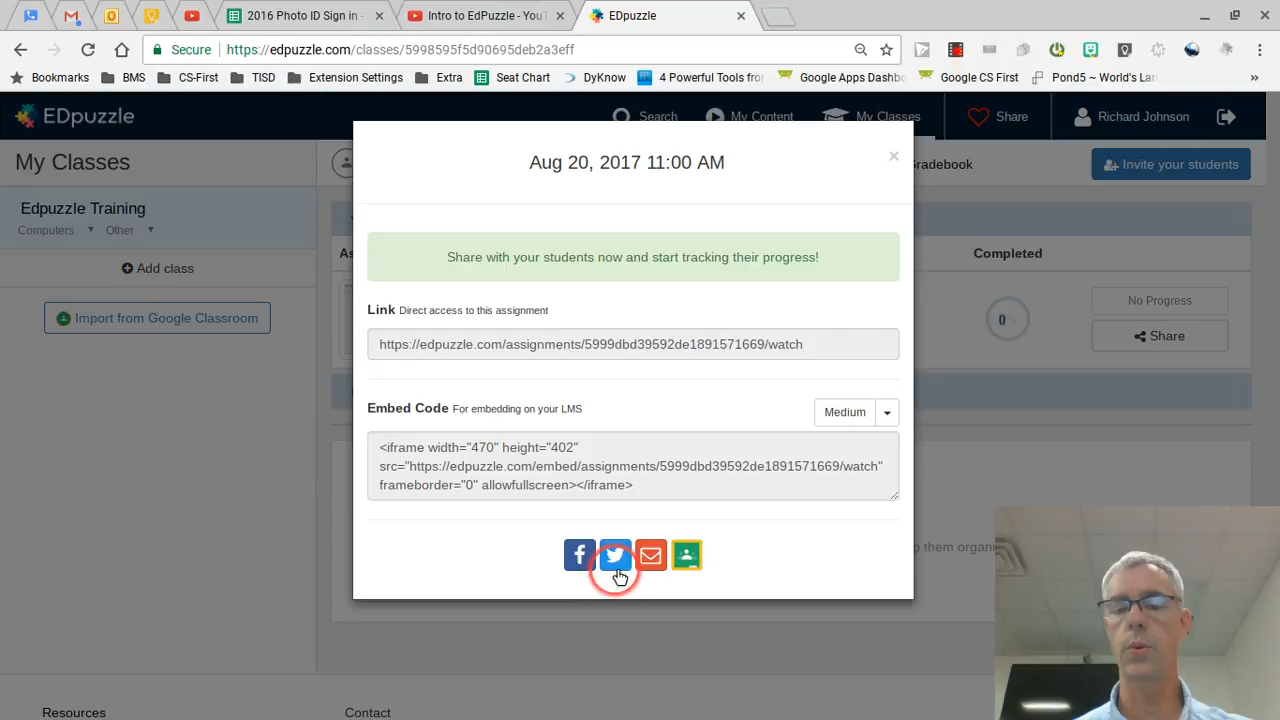 2016 Photo ID Sign in -
Intro to EdPuzzle - YouT
EDpuzzle
Secure https://edpuzzle.com/classes/5998595f5d90695deb2a3eff
Bookmarks BMS CS-First TISD Extension Settings Extra Seat Chart DyKnow 4 Powerful Tools from Google Apps Dashbo Google CS First Pond5 ~ World's Lar
EDpuzzle Search My Content My Classes Share Richard Johnson
My Classes
Gradebook
Invite your students
Edpuzzle Training
Computers Other
Add class
Import from Google Classroom
As
Completed
0%
No Progress
Share
Aug 20, 2017 11:00 AM
×
Share with your students now and start tracking their progress!
Link Direct access to this assignment
https://edpuzzle.com/assignments/5999dbd39592de1891571669/watch
Embed Code For embedding on your LMS
Medium
<iframe width="470" height="402"
src="https://edpuzzle.com/embed/assignments/5999dbd39592de1891571669/watch"
frameborder="0" allowfullscreen></iframe>
p them organi
Resources
Contact